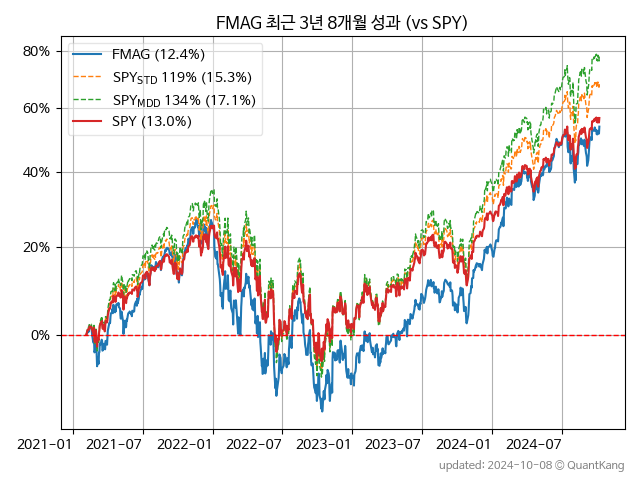 FMAG 최근 3년 8개월 성과 (vs SPY)
80%
60%
40%
20%
0%
FMAG (12.4%)
SPY_STD 119% (15.3%)
SPY_MDD 134% (17.1%)
SPY (13.0%)
2021-01 2021-07 2022-01 2022-07 2023-01 2023-07 2024-01 2024-07
updated: 2024-10-08 © QuantKang